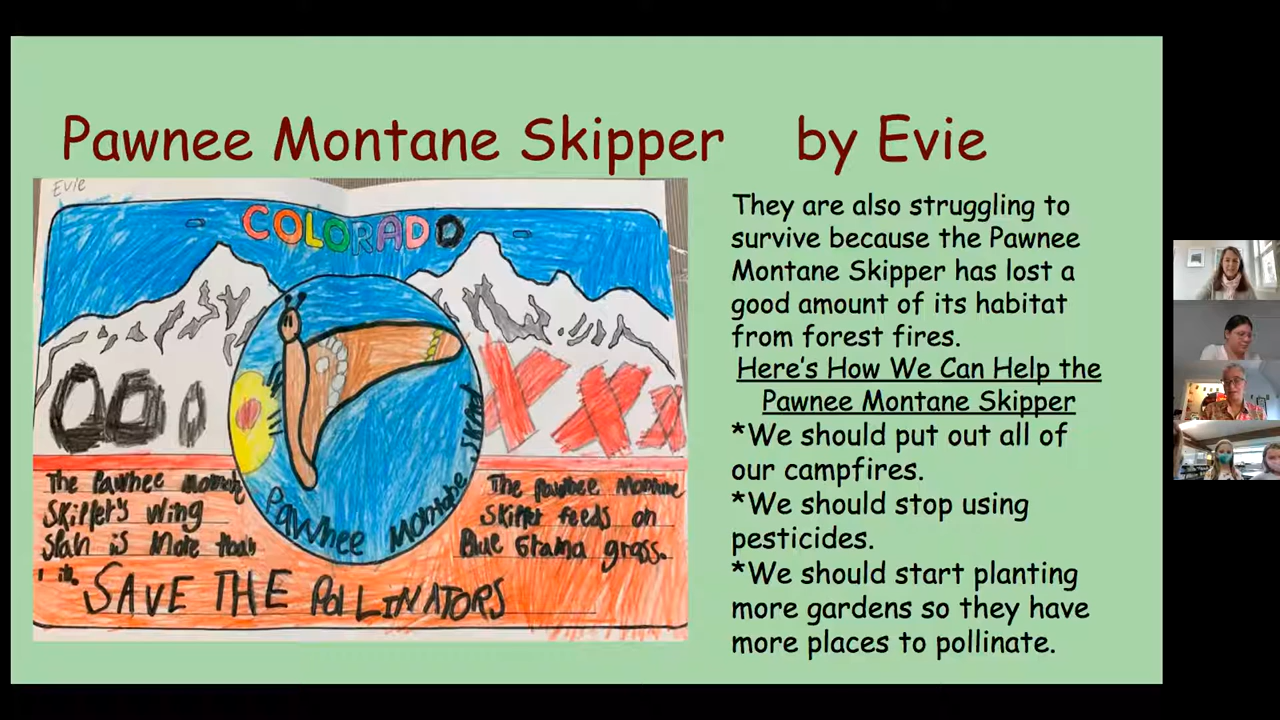 Pawnee Montane Skipper by Evie
Evie
COLORADO
OOO XXX
The Pawnee montane
Skipper's wing
span is more than
1 in.
The Pawnee Montane
Skipper feeds on
Blue Grama grass.
Pawnee Montane Skipper
SAVE THE POLLINATORS
They are also struggling to
survive because the Pawnee
Montane Skipper has lost a
good amount of its habitat
from forest fires.
Here's How We Can Help the
Pawnee Montane Skipper
*We should put out all of
our campfires.
*We should stop using
pesticides.
*We should start planting
more gardens so they have
more places to pollinate.